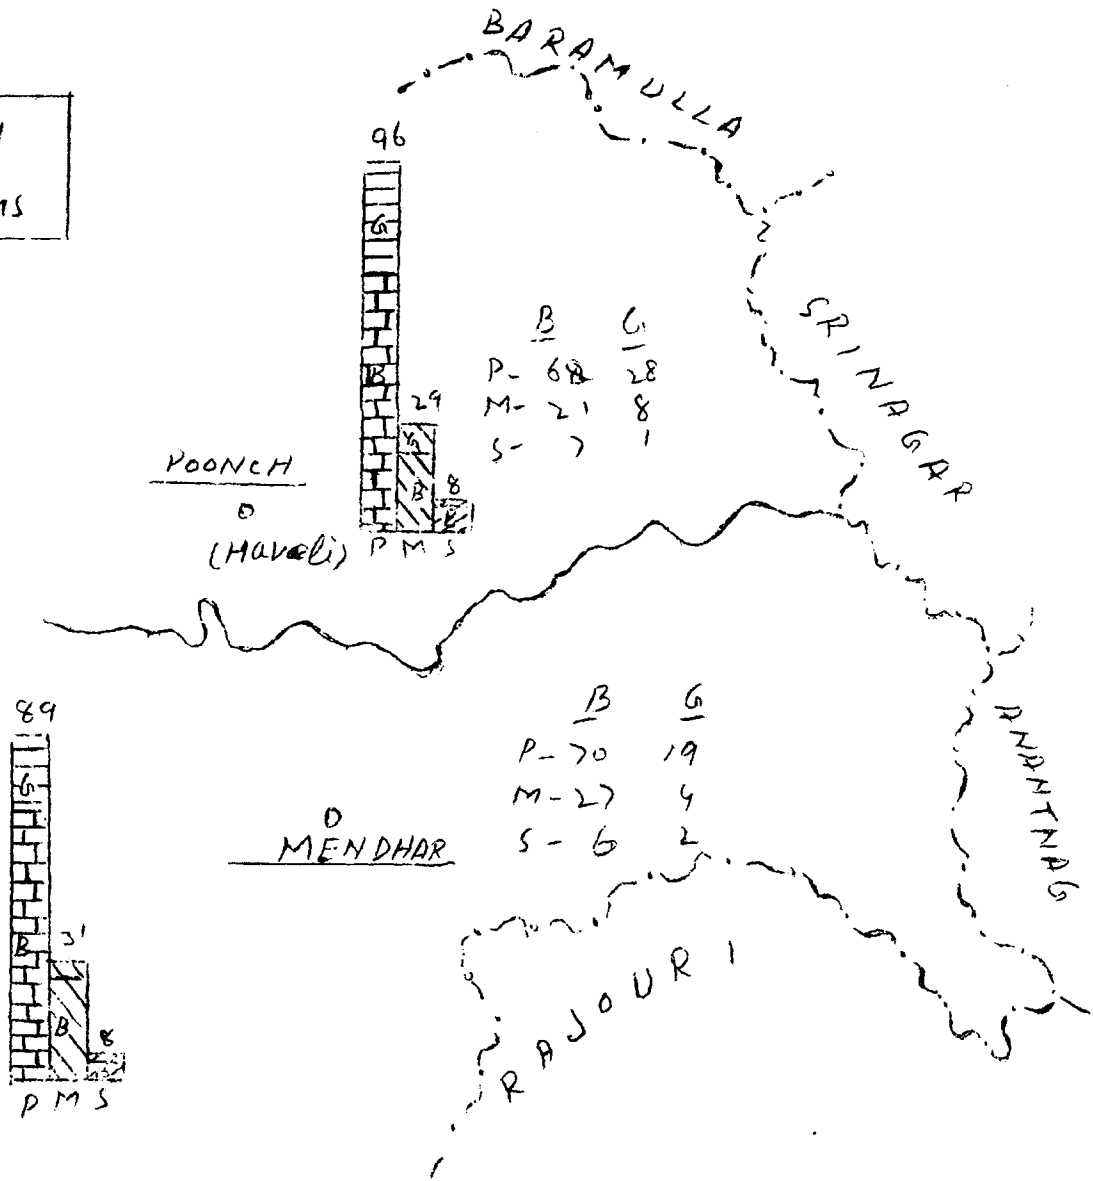 BARAMULLA
MS
96
G
B
SRINAGAR
B G
P- 68 28
M- 21 8
S- 7 1
29
G
B
8
POONCH
(Haveli)
P M S
89
G
B
B G
P- 70 19
M- 27 4
S- 6 2
ANANTNAG
MENDHAR
31
B
8
RAJOURI
P M S